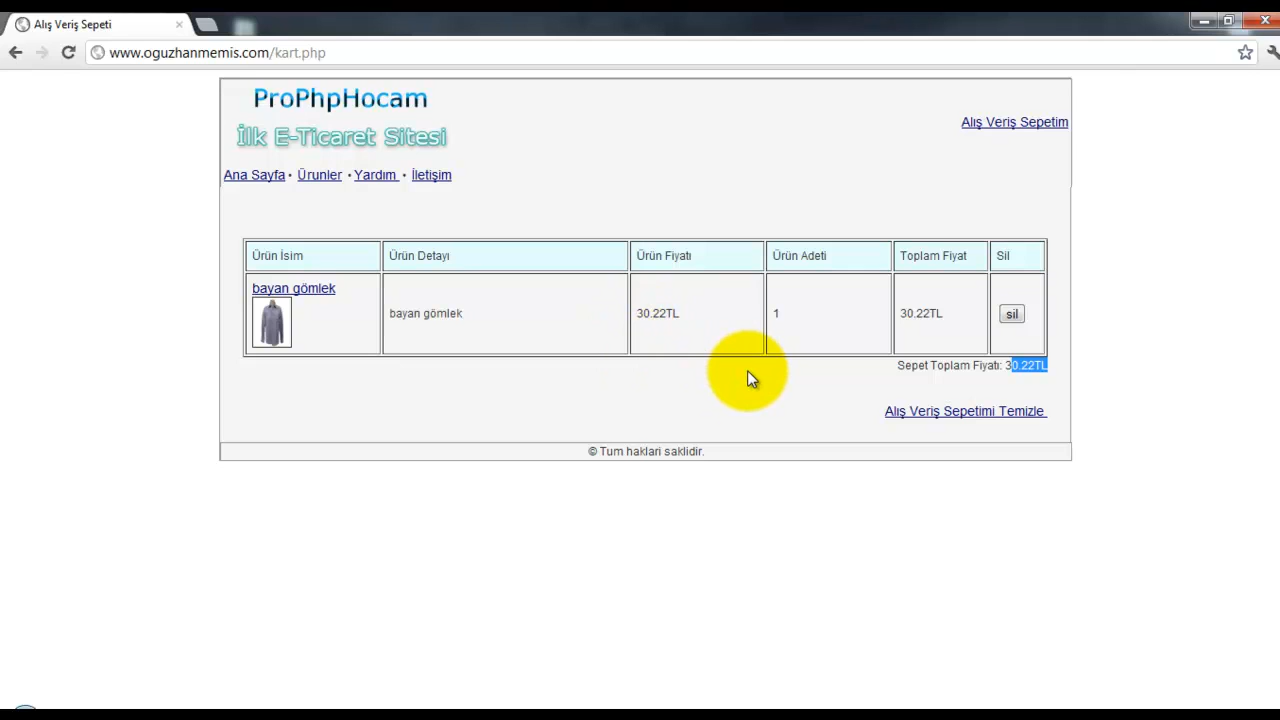 Alış Veriş Sepeti
www.oguzhanmemis.com/kart.php
ProPhpHocam
İlk E-Ticaret Sitesi
Alış Veriş Sepetim
Ana Sayfa • Ürunler • Yardım • İletişim
Ürün İsim Ürün Detayı Ürün Fiyatı Ürün Adeti Toplam Fiyat Sil
bayan gömlek
bayan gömlek 30.22TL 1 30.22TL sil
Sepet Toplam Fiyatı: 30.22TL
Alış Veriş Sepetimi Temizle
© Tum haklari saklidir.